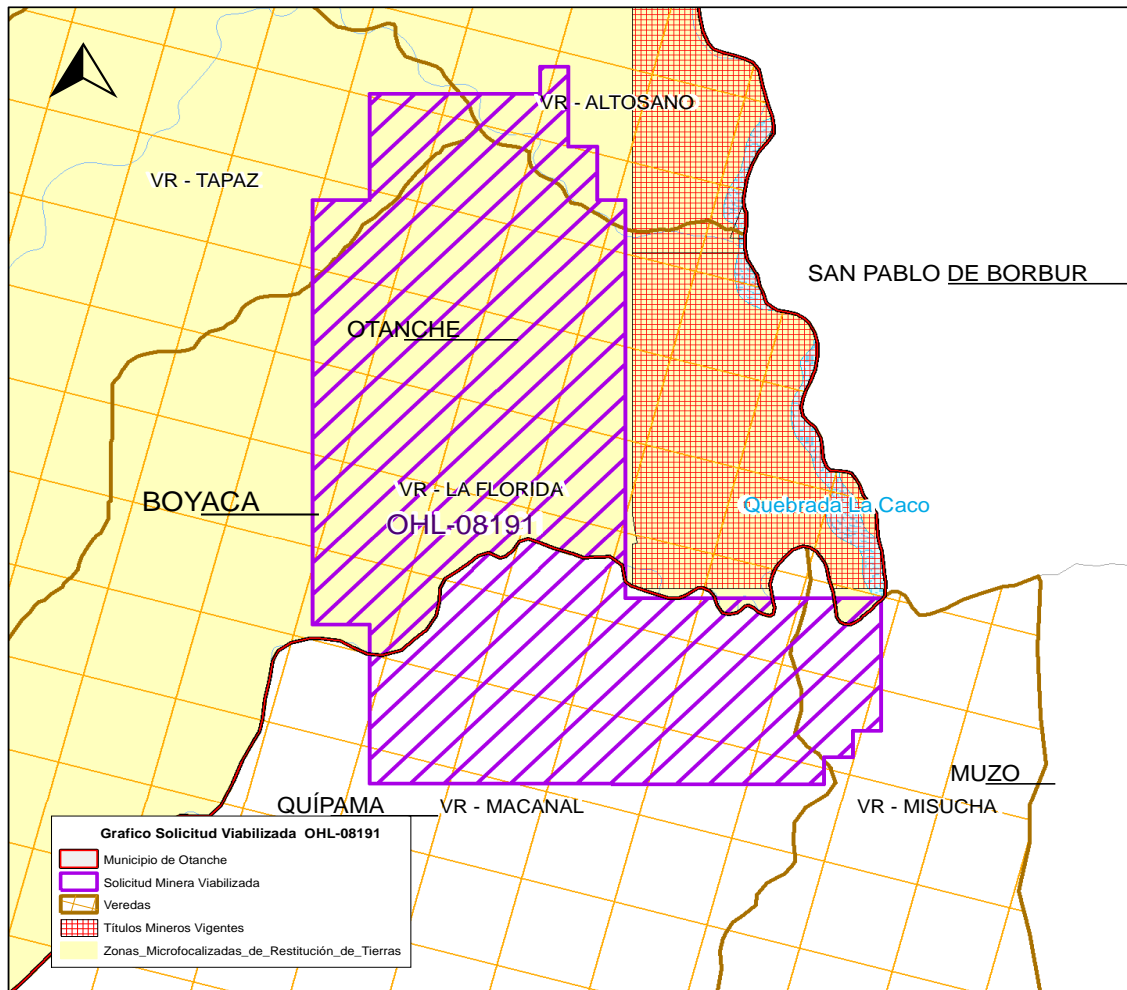 VR - ALTOSANO
VR - TAPAZ
SAN PABLO DE BORBUR
OTANCHE
VR - LA FLORIDA
BOYACA
Quebrada La Caco
OHL-08191
MUZO
QUÍPAMA
VR - MACANAL
VR - MISUCHA
Grafico Solicitud Viabilizada OHL-08191
Municipio de Otanche
Solicitud Minera Viabilizada
Veredas
Títulos Mineros Vigentes
Zonas_Microfocalizadas_de_Restitución_de_Tierras